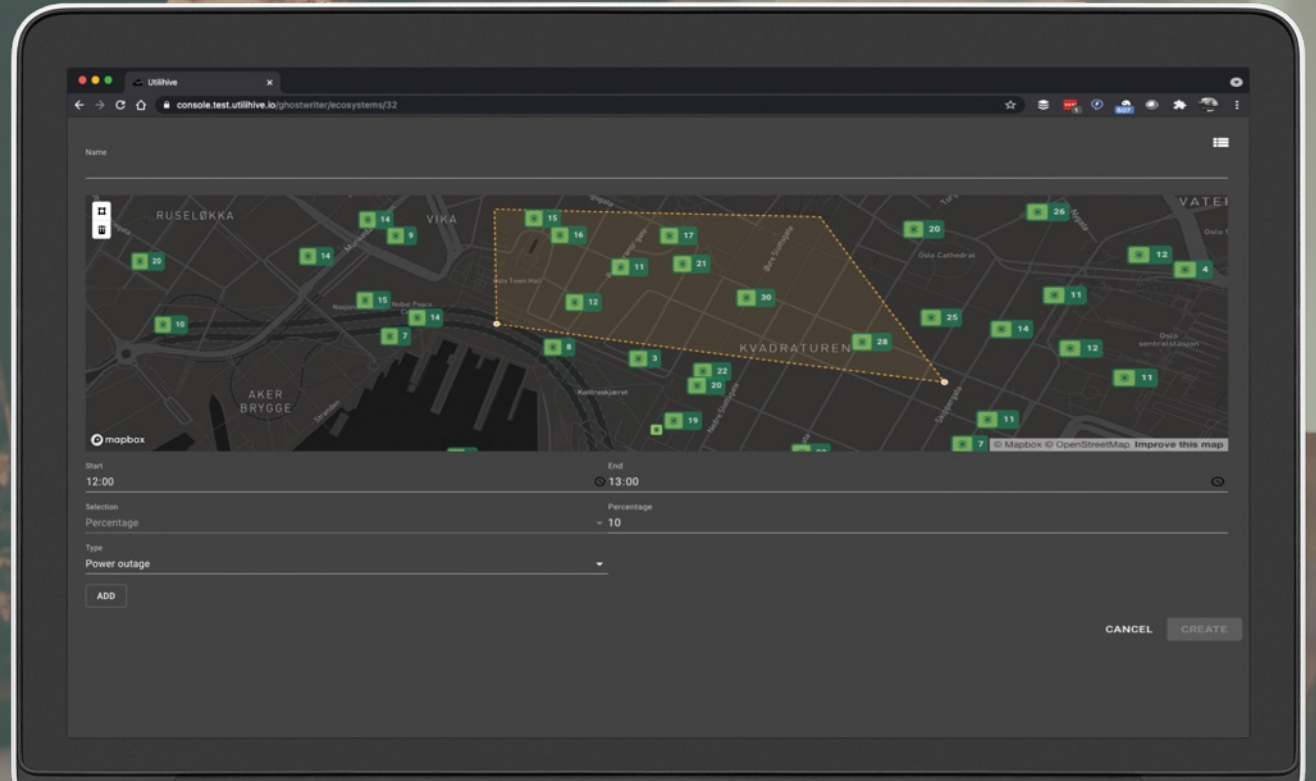 Utilihive
console.test.utilihive.io/ghostwriter/ecosystems/32
1
507
Name
RUSELØKKA
14
VIKA
15
26
VATEI
9
16
17
20
Oslo
20
14
11
21
Oslo Cathedral
12
4
Oslo Town Hall
15
Nobel Peace
12
30
11
10
14
25
14
7
8
KVADRATUREN
28
Oslo
sentralstasjon
12
3
22
11
AKER
BRYGGE
Kontraskjæret
20
Stranden
Nedre Slottsgate
Øvre Slottsgate
Skippergata
19
11
mapbox
7
© Mapbox © OpenStreetMap Improve this map
Start
12:00
End
13:00
Selection
Percentage
Percentage
10
Type
Power outage
ADD
CANCEL
CREATE